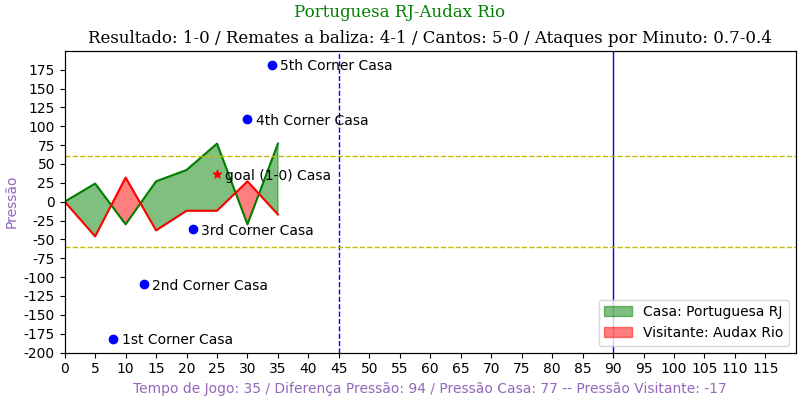 Portuguesa RJ-Audax Rio
Resultado: 1-0 / Remates a baliza: 4-1 / Cantos: 5-0 / Ataques por Minuto: 0.7-0.4
Pressão
175
150
125
100
75
50
25
0
-25
-50
-75
-100
-125
-150
-175
-200
5th Corner Casa
4th Corner Casa
goal (1-0) Casa
3rd Corner Casa
2nd Corner Casa
1st Corner Casa
Casa: Portuguesa RJ
Visitante: Audax Rio
0 5 10 15 20 25 30 35 40 45 50 55 60 65 70 75 80 85 90 95 100 105 110 115
Tempo de Jogo: 35 / Diferença Pressão: 94 / Pressão Casa: 77 -- Pressão Visitante: -17